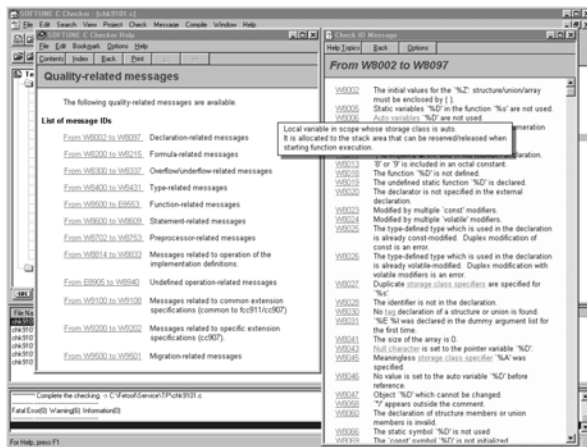 SOFTUNE C Checker - [chk9101.c]
File Edit Search View Project Check Message Compile Window Help
SOFTUNE C Checker Help
File Edit Bookmark Options Help
Contents Index Back Print
Quality-related messages
The following quality-related messages are available.
List of message IDs
From W8002 to W8097 Declaration-related messages
From W8200 to W8215 Formula-related messages
From W8300 to W8337 Overflow/underflow-related messages
From W8400 to W8431 Type-related messages
From W8500 to E8553 Function-related messages
From W8600 to W8609 Statement-related messages
From W8702 to W8753 Preprocessor-related messages
From W8814 to W8833 Messages related to operation of the
implementation definitions.
From E8905 to W8940 Undefined operation-related messages
From W9100 to W9108 Messages related to common extension
specifications (common to fcc911/cc907)
From W9200 to W9202 Messages related to specific extension
specifications (cc907).
From W9600 to W9601 Migration-related messages
Check ID Message
Help Topics Back Options
From W8002 to W8097
W8002 The initial values for the '%Z' structure/union/array
must be enclosed by { }.
W8005 Static variables '%D' in the function '%s' are not used.
W8006 Auto variables '%D' are not used.
Local variable in scope whose storage class is auto.
It is allocated to the stack area that can be reserved/released when
starting function execution.
W8013 '8' or '9' is included in an octal constant.
W8018 The function '%D' is not defined.
W8019 The undefined static function '%D' is declared.
W8020 The declarator is not specified in the external
declaration.
W8023 Modified by multiple 'const' modifiers.
W8024 Modified by multiple 'volatile' modifiers.
W8025 The type-defined type which is used in the declaration
is already const-modified. Duplex modification of
const is an error.
W8026 The type-defined type which is used in the declaration
is already volatile-modified. Duplex modification with
volatile modifiers is an error.
W8027 Duplicate storage class specifiers are specified for
'%s'.
W8028 The identifier is not in the declaration.
W8030 No tag declaration of a structure or union is found.
W8031 '%E %I was declared in the dummy argument list for
the first time.
W8041 The size of the array is 0.
W8043 Null character is set to the pointer variable '%D'.
W8045 Meaningless storage class specifier '%A' was
specified.
W8046 No value is set to the auto variable '%D' before
reference.
W8047 Object '%D' which cannot be changed.
W8058 '*/' appears outside the comment.
W8060 The declaration of structure members or union
members is invalid.
W8066 The static symbol '%D' is not used
W8069 The 'const' symbol '%D' is not initialized
File Na
Complete the checking. -> C:\Fetool\Service\TP\chk9101.c
Fatal Error(0) Warning(6) Information(0)
For Help, press F1